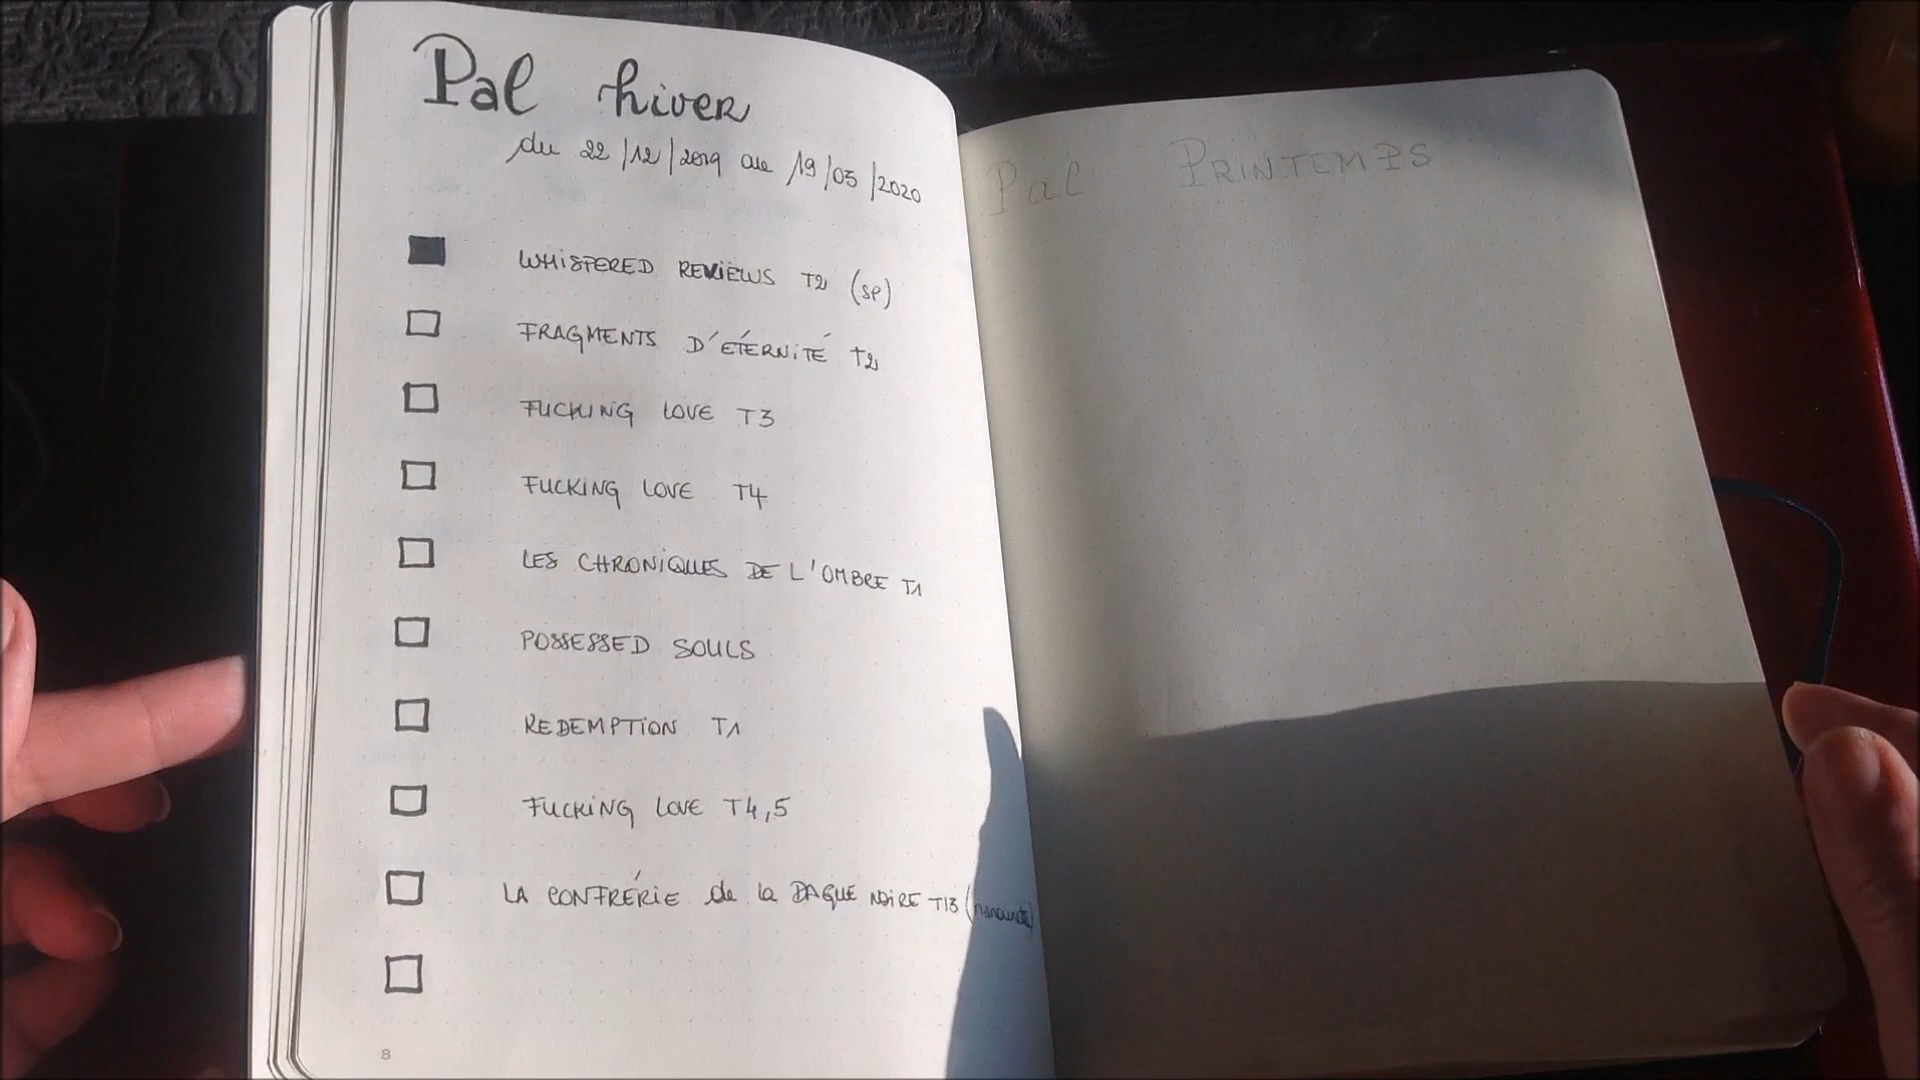 Pal hiver
du 22/12/2019 au 19/03/2020
WHISPERED REVIEWS T2 (SP)
FRAGMENTS D'ÉTERNITÉ T2
FUCKING LOVE T3
FUCKING LOVE T4
LES CHRONIQUES DE L'OMBRE T1
POSSESSED SOULS
REDEMPTION T1
FUCKING LOVE T4,5
LA CONFRÉRIE de la DAGUE NOIRE T13
8
Pal PRINTEMPS